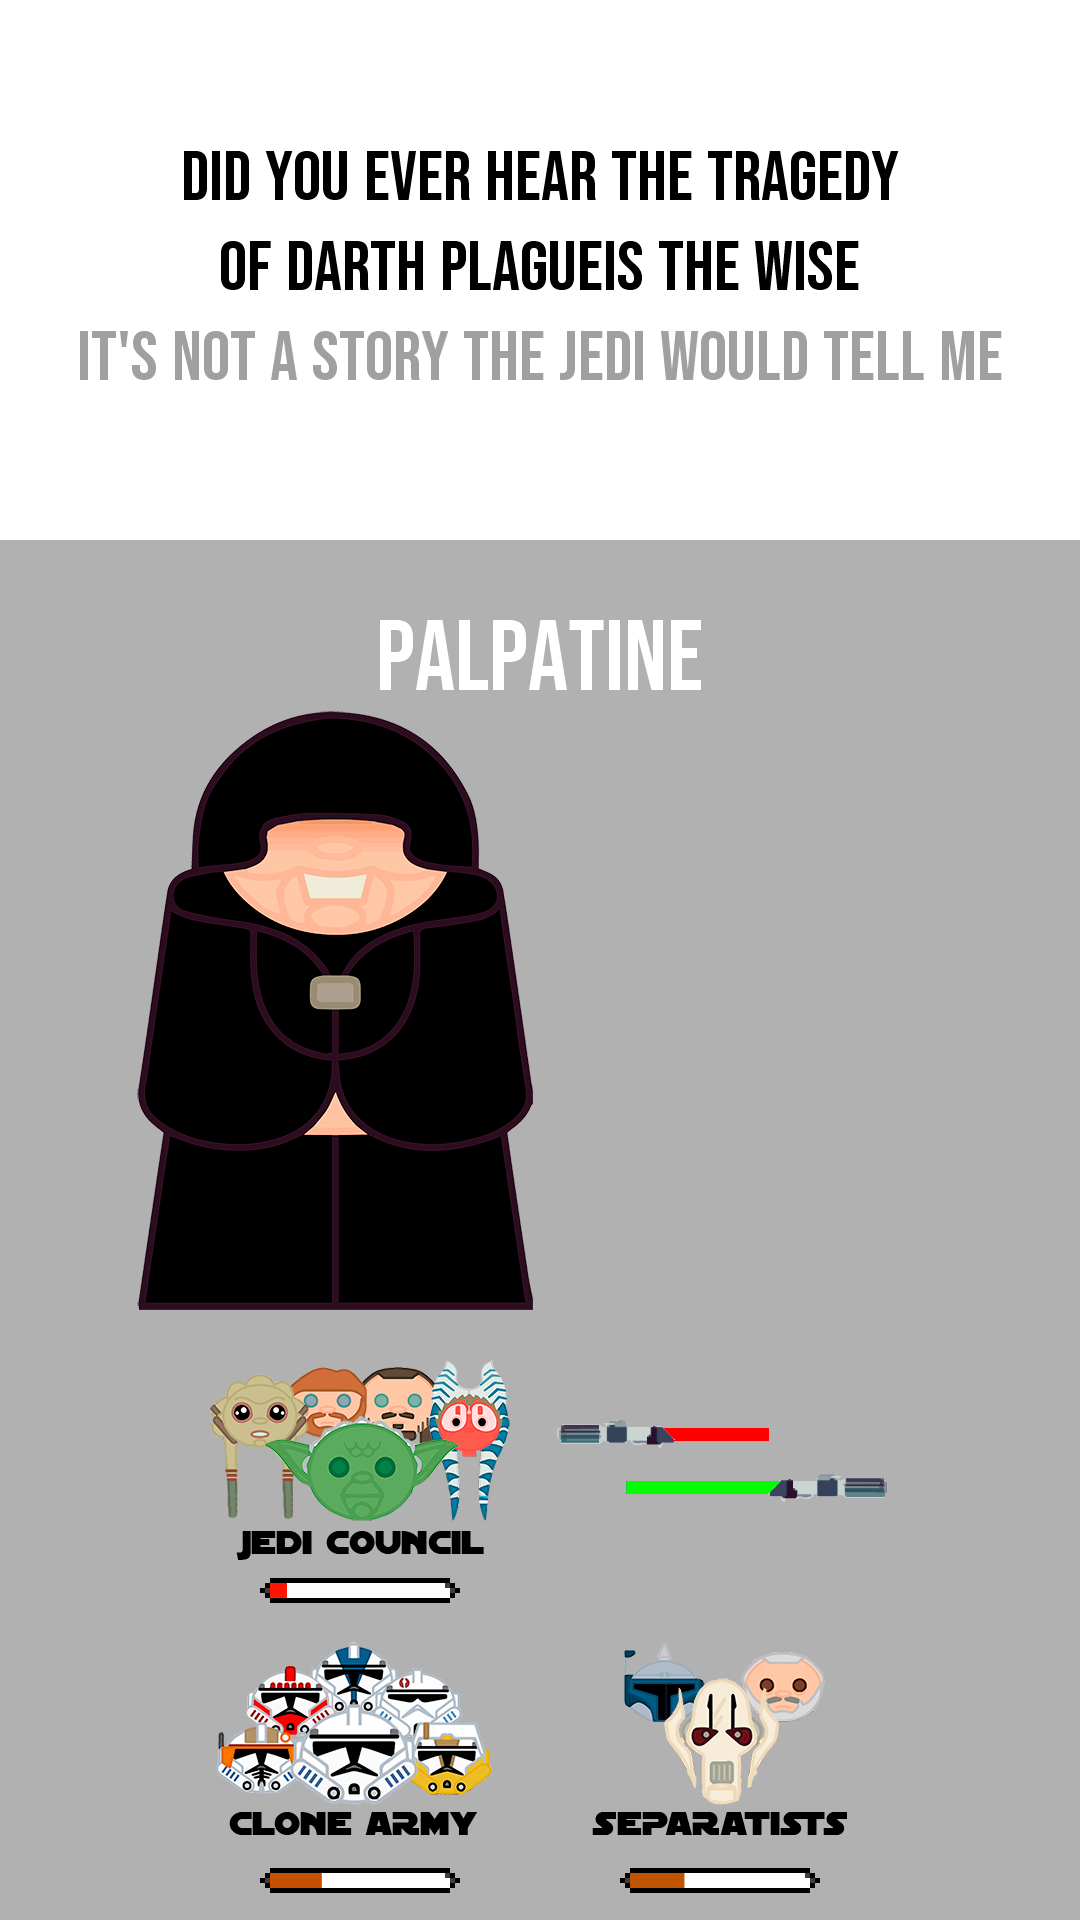 DID YOU EVER HEAR THE TRAGEDY
OF DARTH PLAGUEIS THE WISE
IT'S NOT A STORY THE JEDI WOULD TELL ME
PALPATINE
JEDI COUNCIL
CLONE ARMY
SEPARATISTS